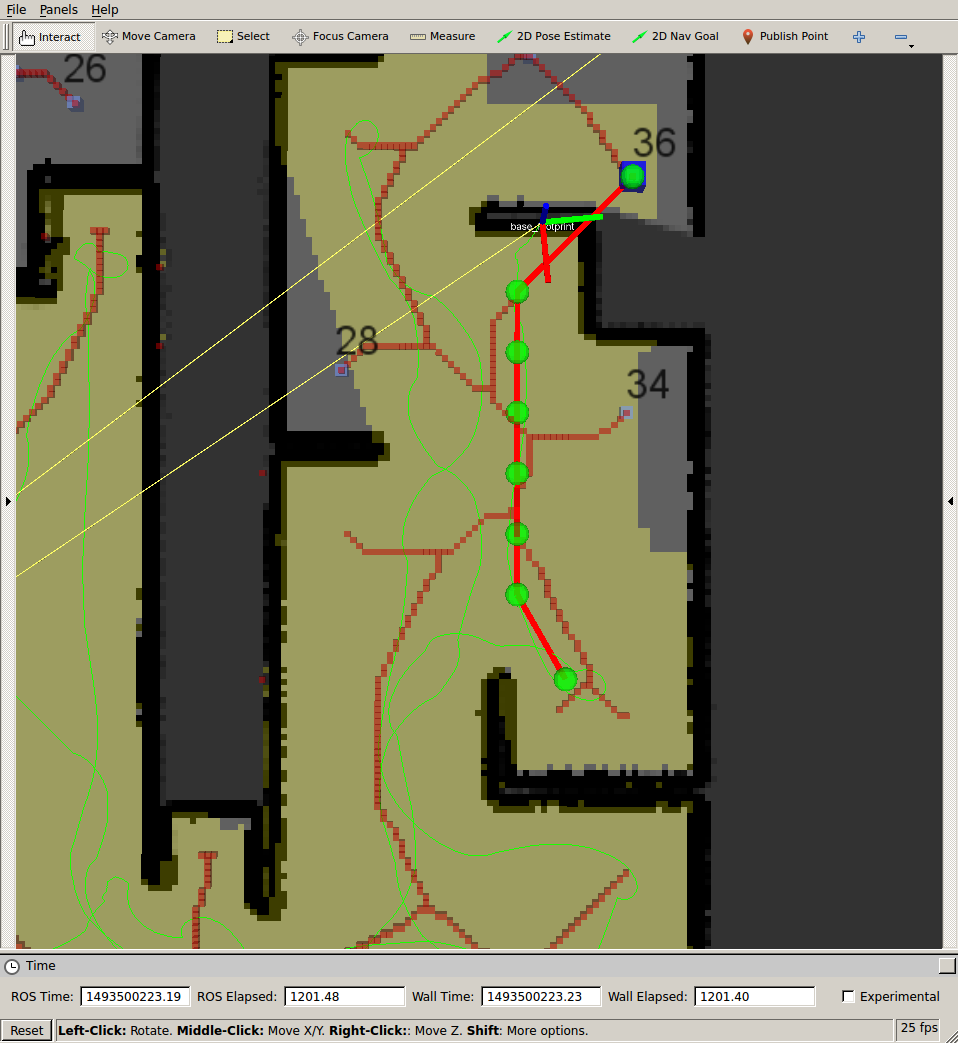 File Panels Help
Interact Move Camera Select Focus Camera Measure 2D Pose Estimate 2D Nav Goal Publish Point
26
36
28
34
Time
ROS Time: 1493500223.19 ROS Elapsed: 1201.48 Wall Time: 1493500223.23 Wall Elapsed: 1201.40 Experimental
Reset Left-Click: Rotate. Middle-Click: Move X/Y. Right-Click:: Move Z. Shift: More options. 25 fps